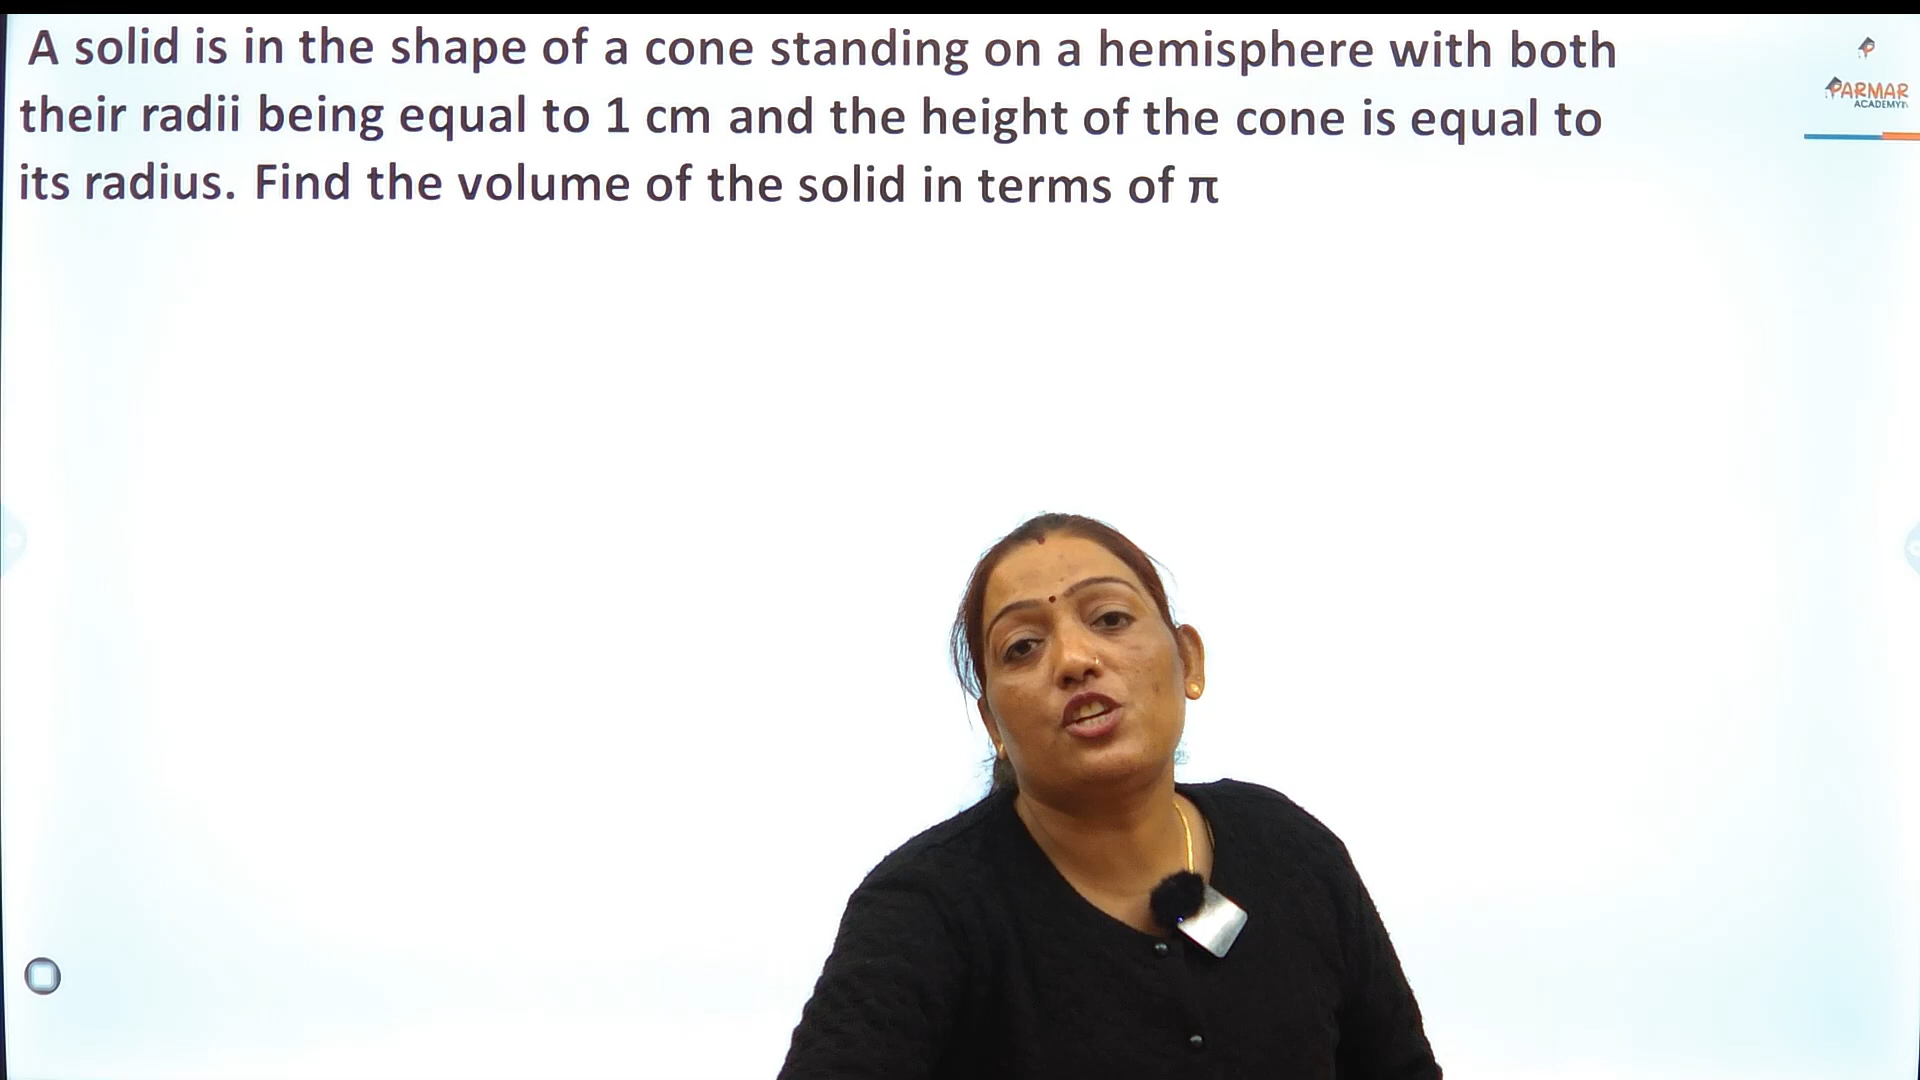 A solid is in the shape of a cone standing on a hemisphere with both
their radii being equal to 1 cm and the height of the cone is equal to
its radius. Find the volume of the solid in terms of π
PARMAR
ACADEMY